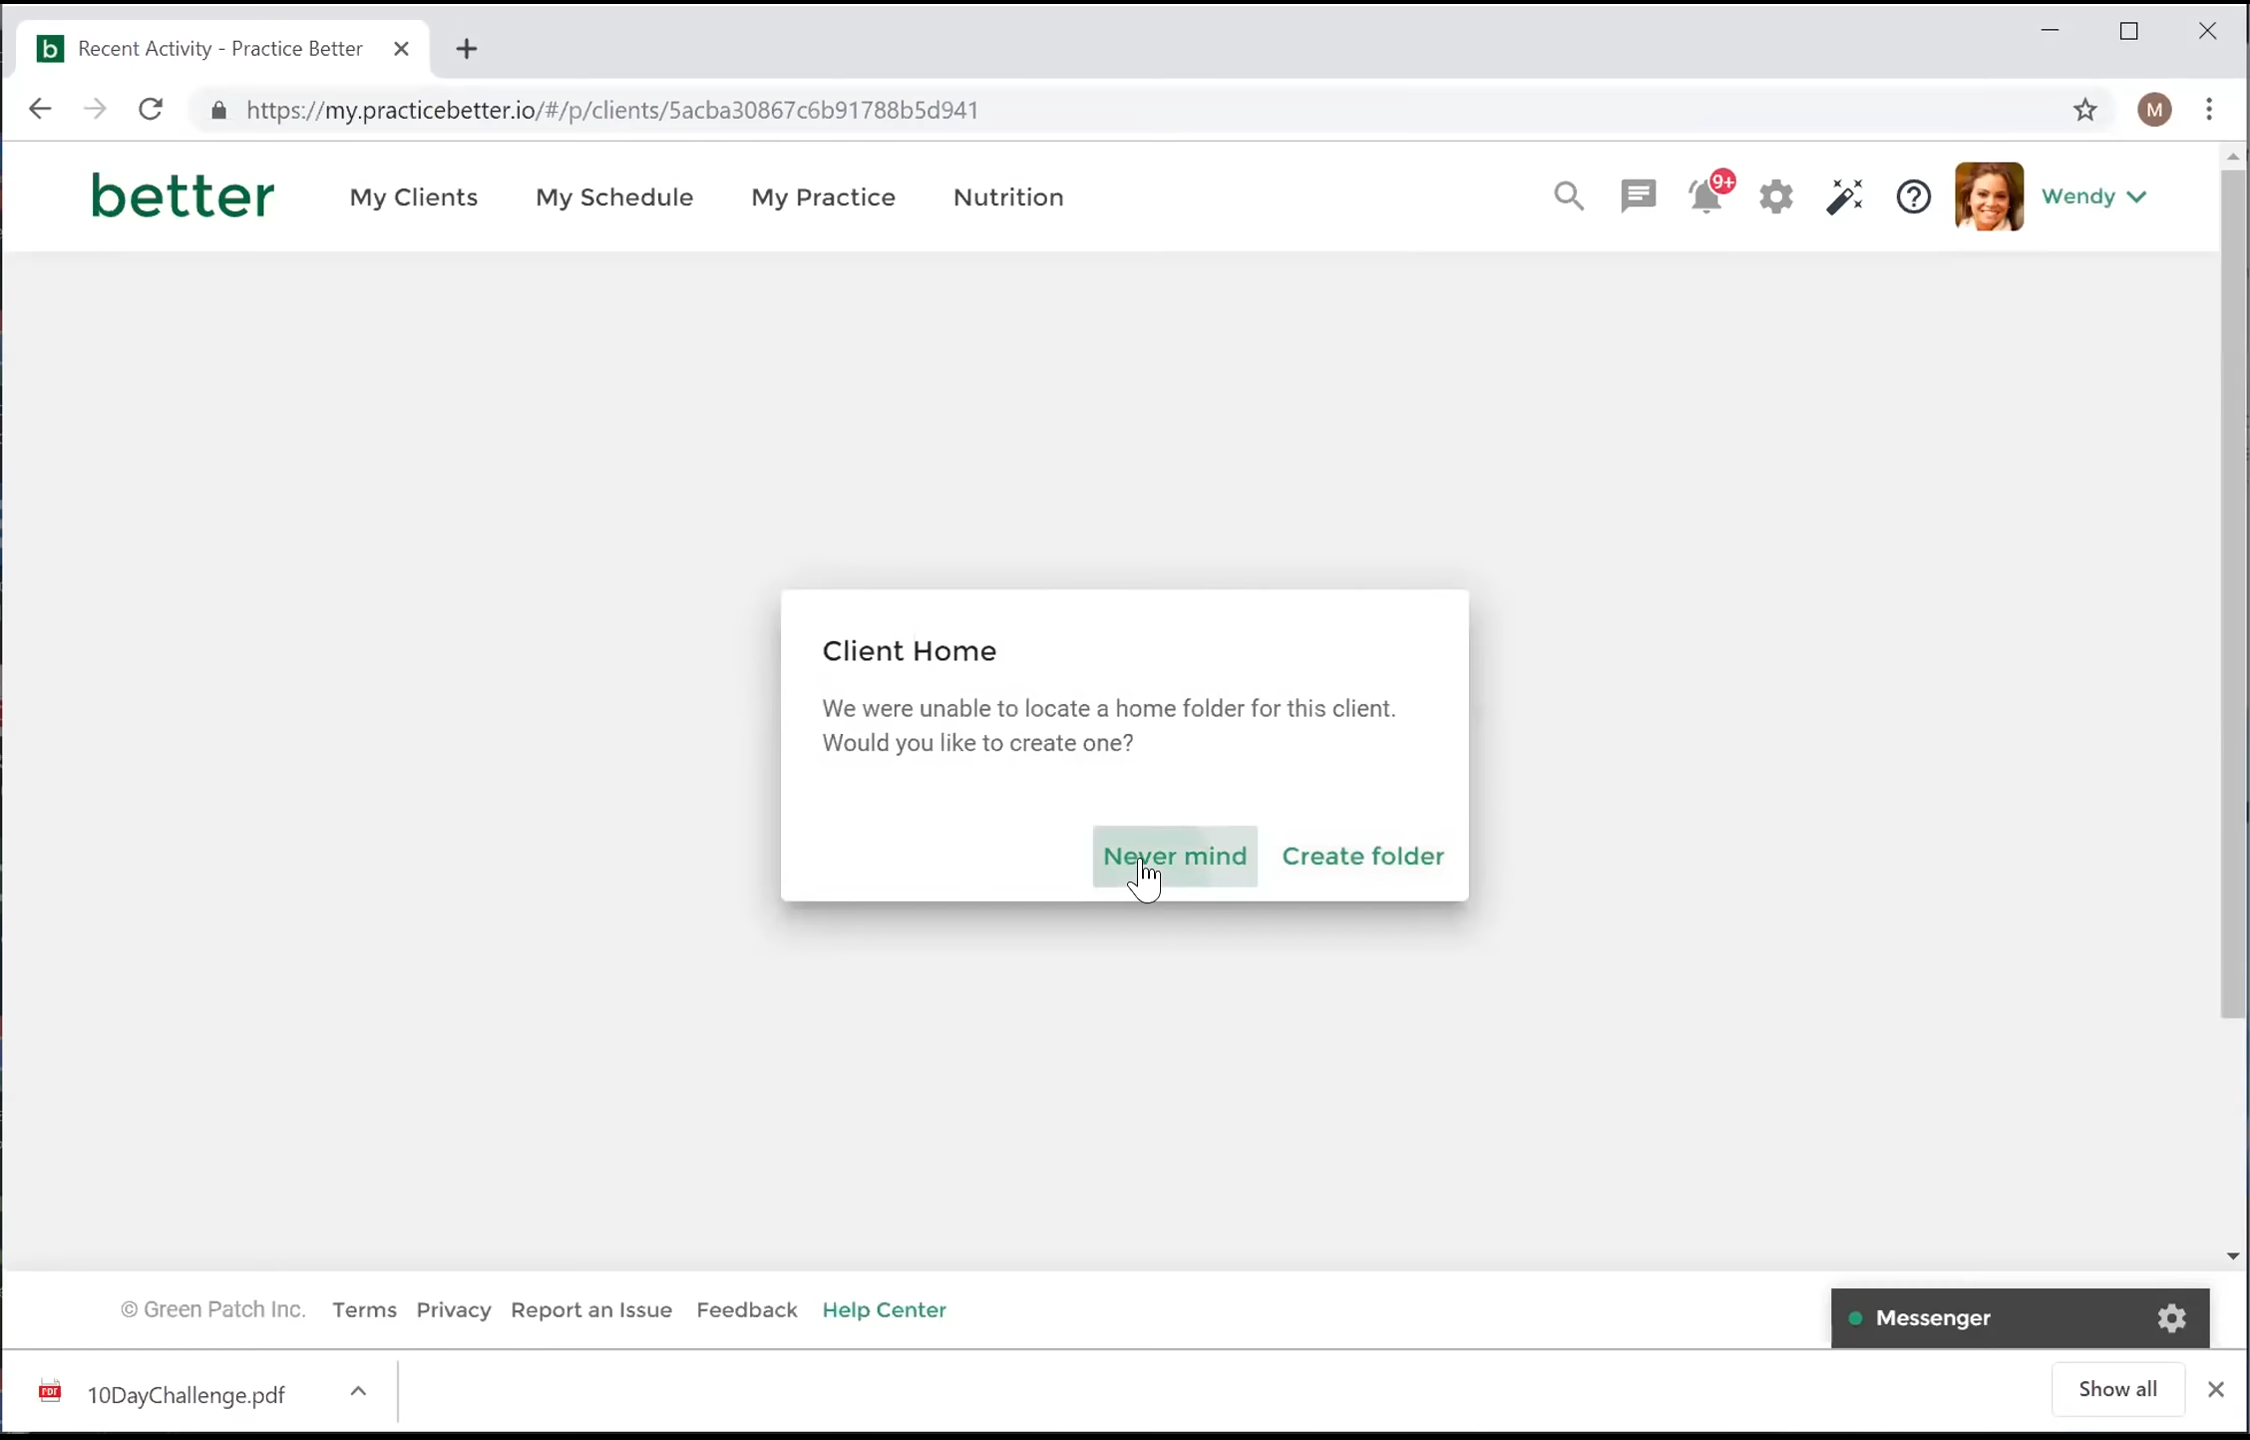 b Recent Activity - Practice Better
https://my.practicebetter.io/#/p/clients/5acba30867c6b91788b5d941
M
better My Clients My Schedule My Practice Nutrition 9+ Wendy
Client Home
We were unable to locate a home folder for this client.
Would you like to create one?
Never mind Create folder
© Green Patch Inc. Terms Privacy Report an Issue Feedback Help Center
Messenger
PDF 10DayChallenge.pdf Show all